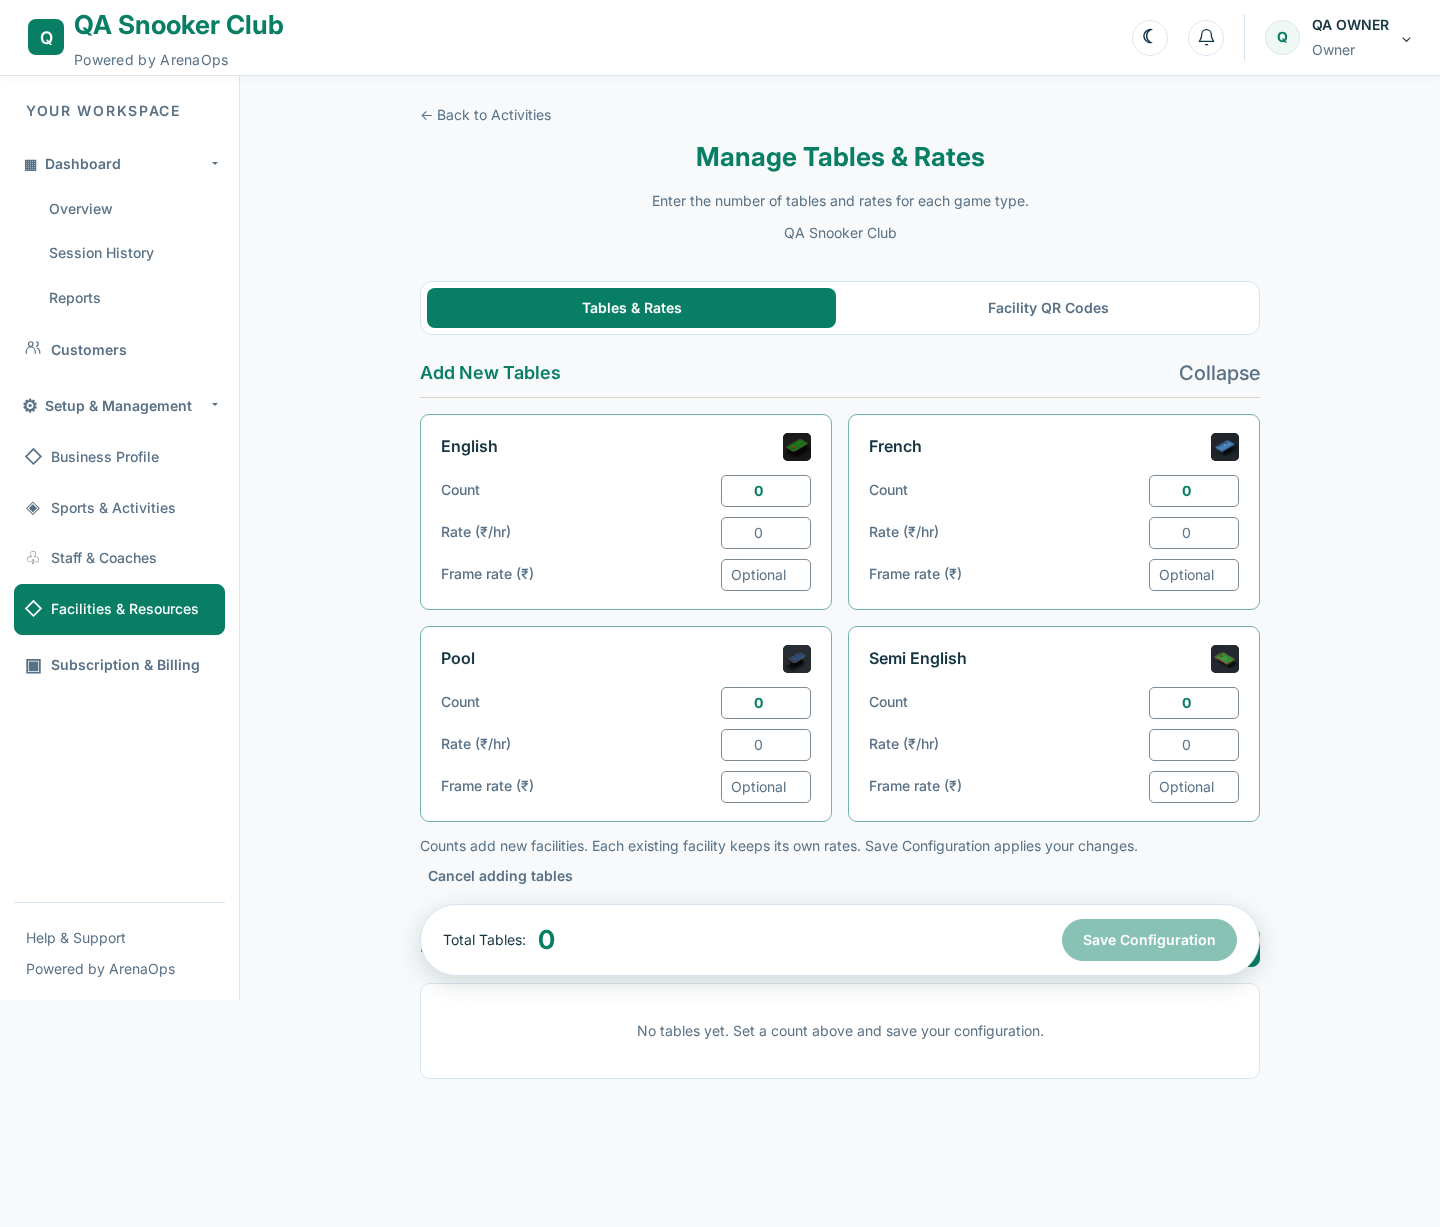 Q
QA Snooker Club
Powered by ArenaOps
Q
QA OWNER
Owner
YOUR WORKSPACE
Dashboard
Overview
Session History
Reports
Customers
Setup & Management
Business Profile
Sports & Activities
Staff & Coaches
Facilities & Resources
Subscription & Billing
Help & Support
Powered by ArenaOps
← Back to Activities
Manage Tables & Rates
Enter the number of tables and rates for each game type.
QA Snooker Club
Tables & Rates
Facility QR Codes
Add New Tables
Collapse
English
Count
0
Rate (₹/hr)
0
Frame rate (₹)
Optional
French
Count
0
Rate (₹/hr)
0
Frame rate (₹)
Optional
Pool
Count
0
Rate (₹/hr)
0
Frame rate (₹)
Optional
Semi English
Count
0
Rate (₹/hr)
0
Frame rate (₹)
Optional
Counts add new facilities. Each existing facility keeps its own rates. Save Configuration applies your changes.
Cancel adding tables
Total Tables: 0
Save Configuration
No tables yet. Set a count above and save your configuration.